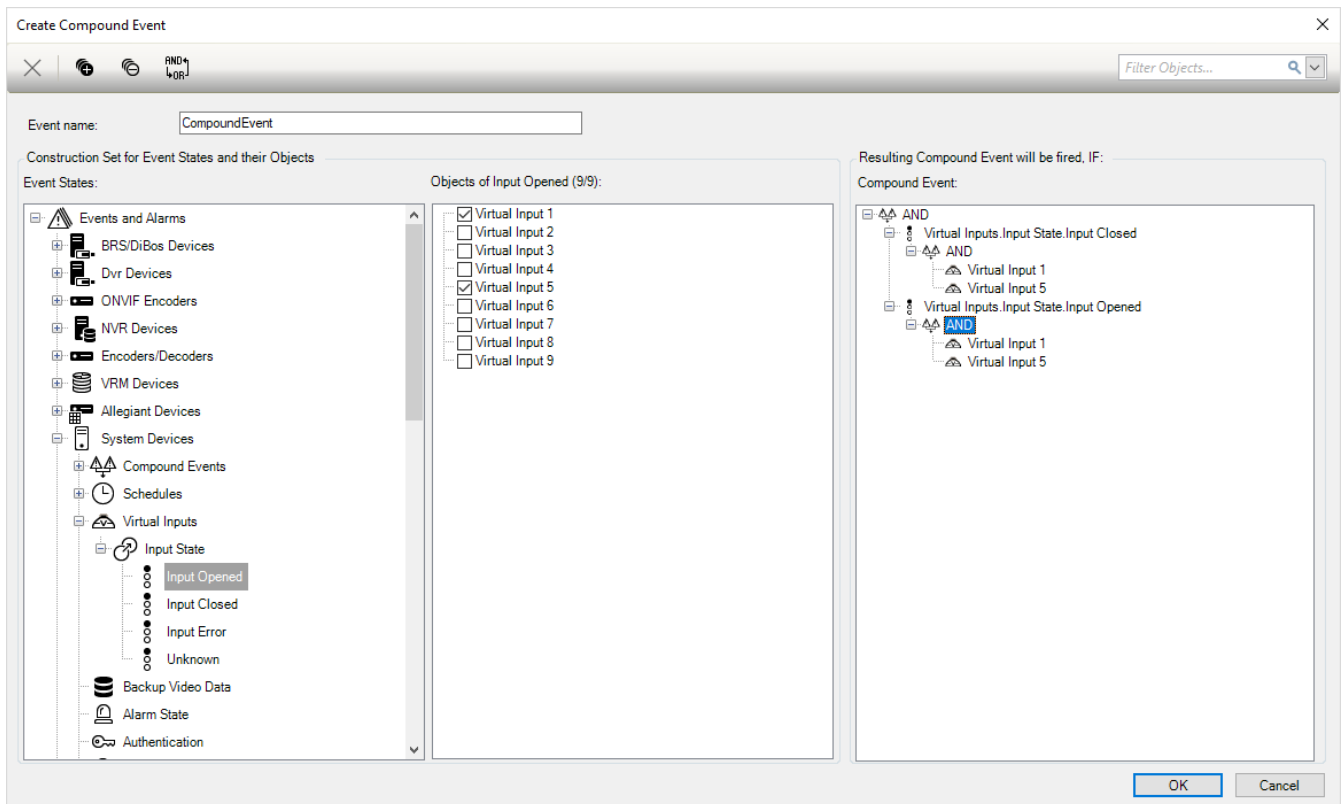 Create Compound Event
AND
OR
Filter Objects...
Event name:
CompoundEvent
Construction Set for Event States and their Objects
Event States:
Events and Alarms
BRS/DiBos Devices
Dvr Devices
ONVIF Encoders
NVR Devices
Encoders/Decoders
VRM Devices
Allegiant Devices
System Devices
Compound Events
Schedules
Virtual Inputs
Input State
Input Opened
Input Closed
Input Error
Unknown
Backup Video Data
Alarm State
Authentication
Objects of Input Opened (9/9):
Virtual Input 1
Virtual Input 2
Virtual Input 3
Virtual Input 4
Virtual Input 5
Virtual Input 6
Virtual Input 7
Virtual Input 8
Virtual Input 9
Resulting Compound Event will be fired, IF:
Compound Event:
AND
Virtual Inputs.Input State.Input Closed
AND
Virtual Input 1
Virtual Input 5
Virtual Inputs.Input State.Input Opened
AND
Virtual Input 1
Virtual Input 5
OK
Cancel